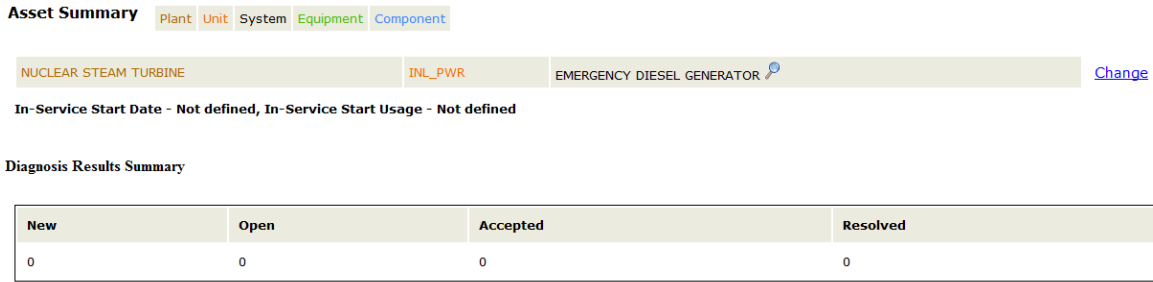 Asset Summary Plant Unit System Equipment Component
NUCLEAR STEAM TURBINE INL_PWR EMERGENCY DIESEL GENERATOR Change
In-Service Start Date - Not defined, In-Service Start Usage - Not defined
Diagnosis Results Summary
New Open Accepted Resolved
0 0 0 0